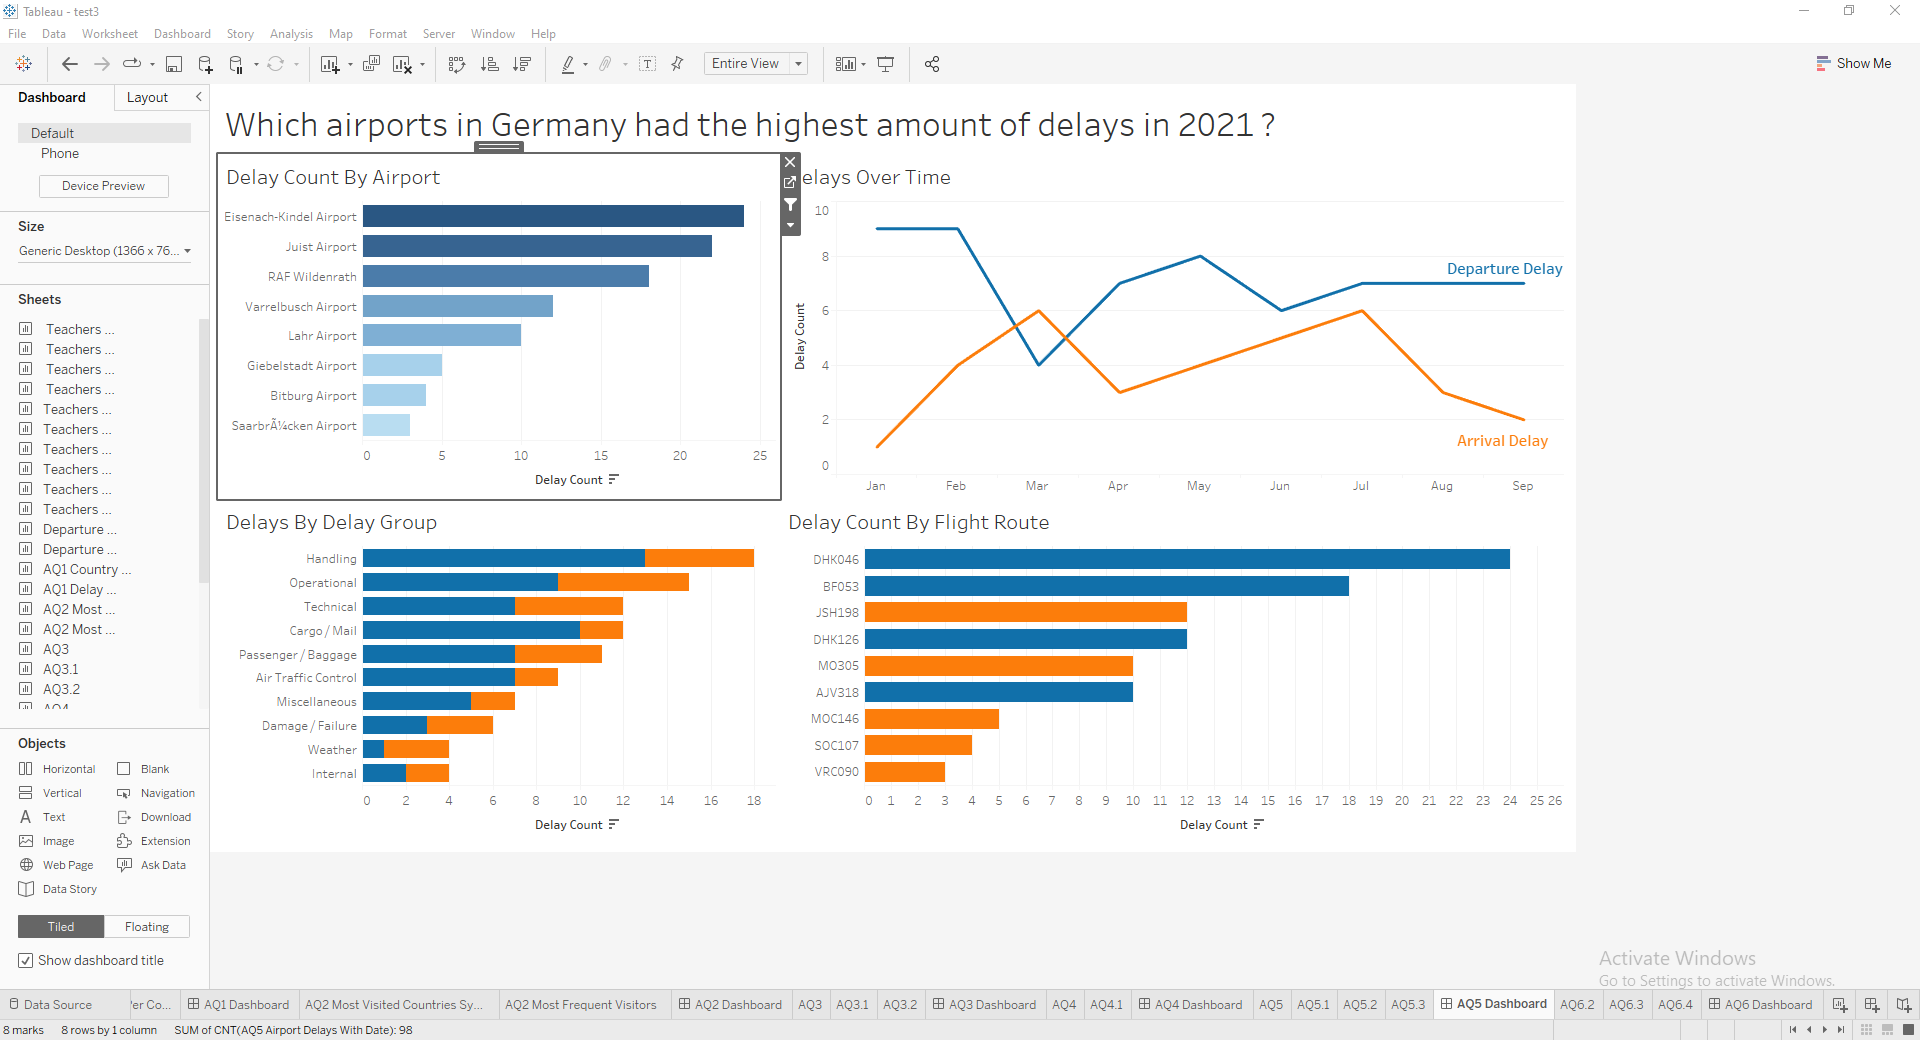 Tableau - test3
File Data Worksheet Dashboard Story Analysis Map Format Server Window Help
Entire View
Show Me
Dashboard Layout
Default
Phone
Device Preview
Size
Generic Desktop (1366 x 76...
Sheets
Teachers ...
Teachers ...
Teachers ...
Teachers ...
Teachers ...
Teachers ...
Teachers ...
Teachers ...
Teachers ...
Teachers ...
Departure ...
Departure ...
AQ1 Country ...
AQ1 Delay ...
AQ2 Most ...
AQ2 Most ...
AQ3
AQ3.1
AQ3.2
AQ4
Objects
Horizontal Blank
Vertical Navigation
Text Download
Image Extension
Web Page Ask Data
Data Story
Tiled Floating
Show dashboard title
Which airports in Germany had the highest amount of delays in 2021 ?
Delay Count By Airport
Eisenach-Kindel Airport
Juist Airport
RAF Wildenrath
Varrelbusch Airport
Lahr Airport
Giebelstadt Airport
Bitburg Airport
SaarbrÃ¼cken Airport
0 5 10 15 20 25
Delay Count
elays Over Time
10
8
6
4
2
0
Delay Count
Departure Delay
Arrival Delay
Jan Feb Mar Apr May Jun Jul Aug Sep
Delays By Delay Group
Handling
Operational
Technical
Cargo / Mail
Passenger / Baggage
Air Traffic Control
Miscellaneous
Damage / Failure
Weather
Internal
0 2 4 6 8 10 12 14 16 18
Delay Count
Delay Count By Flight Route
DHK046
BF053
JSH198
DHK126
MO305
AJV318
MOC146
SOC107
VRC090
0 1 2 3 4 5 6 7 8 9 10 11 12 13 14 15 16 17 18 19 20 21 22 23 24 25 26
Delay Count
Activate Windows
Go to Settings to activate Windows.
Data Source er Co... AQ1 Dashboard AQ2 Most Visited Countries Sy... AQ2 Most Frequent Visitors AQ2 Dashboard AQ3 AQ3.1 AQ3.2 AQ3 Dashboard AQ4 AQ4.1 AQ4 Dashboard AQ5 AQ5.1 AQ5.2 AQ5.3 AQ5 Dashboard AQ6.2 AQ6.3 AQ6.4 AQ6 Dashboard
8 marks 8 rows by 1 column SUM of CNT(AQ5 Airport Delays With Date): 98